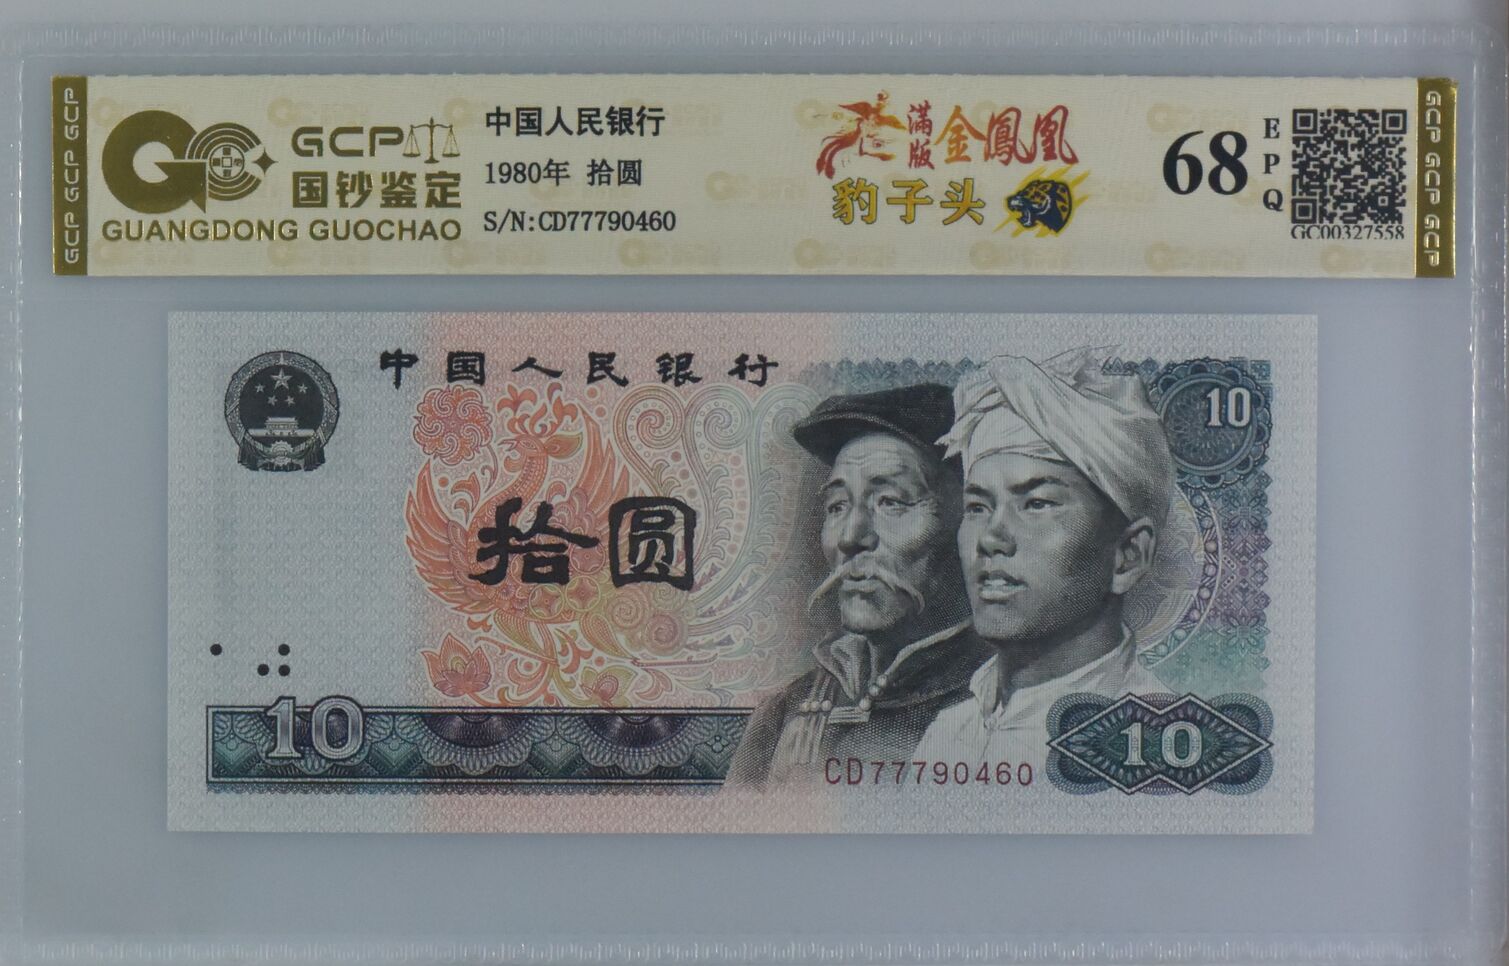 GCP GCP GCP
GCP
国钞鉴定
GUANGDONG GUOCHAO
中国人民银行
1980年 拾圆
S/N:CD77790460
满版 金鳳凰
豹子头
68
EPQ
GC00327558
GCP GCP GCP
中国人民银行
10
拾圆
10
CD77790460
10